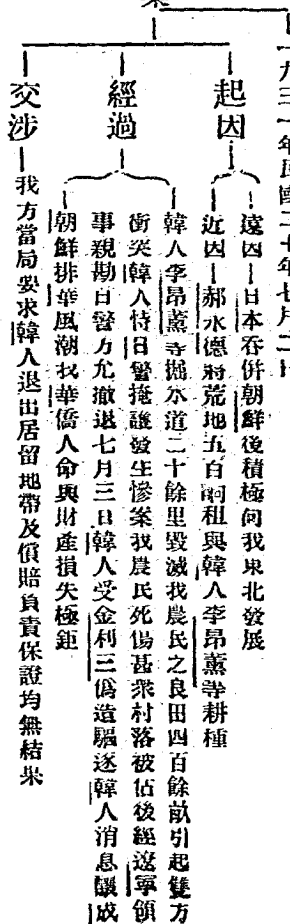 一九三一年民國二十年七月二日
起因
遠因—日本吞併朝鮮後積極向我東北發展
近因—郝水德將荒地五百晌租與韓人李昂薰等耕種
經過
韓人李昂薰等掘水道二十餘里毀滅我農民之良田四百餘畝引起雙方
衝突韓人恃日警掩護發生慘案我農民死傷甚衆村落被佔後經遼寧領
事親勘日警方允撤退七月三日韓人受金利三僞造驅逐韓人消息釀成
朝鮮排華風潮我華僑人命與財產損失極鉅
交涉—我方當局要求韓人退出居留地帶及償賠負責保證均無結果